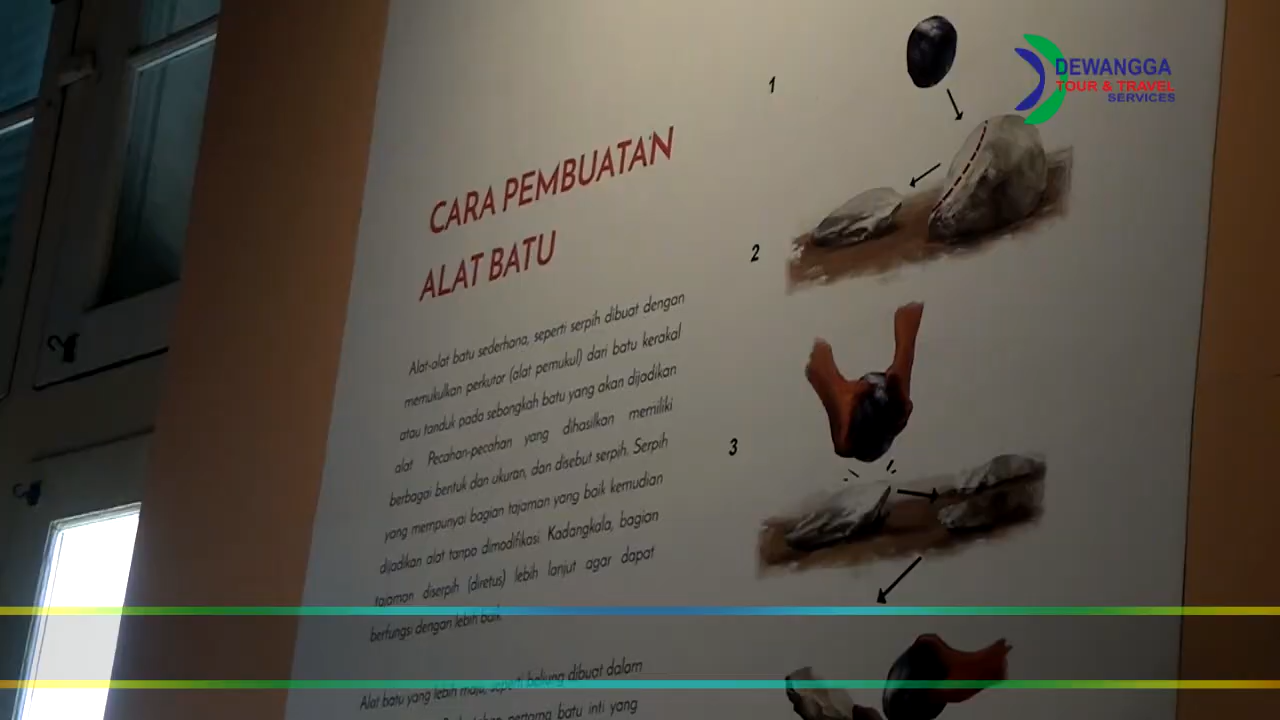 DEWANGGA
TOUR & TRAVEL
SERVICES
CARA PEMBUATAN
ALAT BATU
Alat-alat batu sederhana, seperti serpih dibuat dengan
memukulkan perkutor (alat pemukul) dari batu kerakal
atau tanduk pada sebongkah batu yang akan dijadikan
alat Pecahan-pecahan yang dihasilkan memiliki
berbagai bentuk dan ukuran, dan disebut serpih. Serpih
yang mempunyai bagian tajaman yang baik kemudian
dijadikan alat tanpa dimodifikasi. Kadangkala, bagian
tajaman diserpih (diretus) lebih lanjut agar dapat
berfungsi dengan lebih baik.
Alat batu yang lebih maju, seperti beliung dibuat dalam
pertama batu inti yang
1
2
3